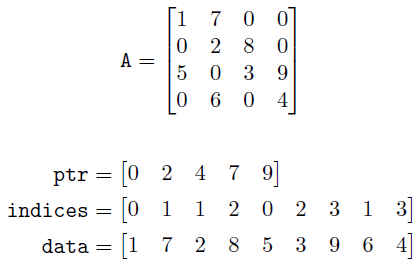 A = [1 7 0 0
0 2 8 0
5 0 3 9
0 6 0 4]
ptr = [0 2 4 7 9]
indices = [0 1 1 2 0 2 3 1 3]
data = [1 7 2 8 5 3 9 6 4]